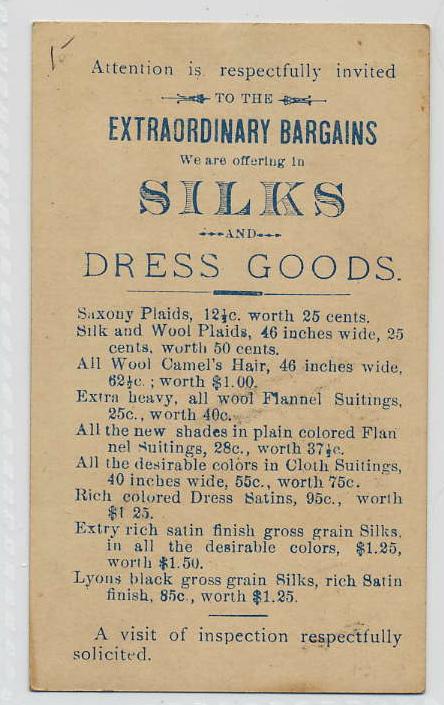 Attention is respectfully invited
TO THE
EXTRAORDINARY BARGAINS
We are offering in
SILKS
AND
DRESS GOODS.
Saxony Plaids, 12½c. worth 25 cents.
Silk and Wool Plaids, 46 inches wide, 25
cents, worth 50 cents.
All Wool Camel's Hair, 46 inches wide,
62½c. ; worth $1.00.
Extra heavy, all wool Flannel Suitings,
25c., worth 40c.
All the new shades in plain colored Flan
nel Suitings, 28c., worth 37½c.
All the desirable colors in Cloth Suitings,
40 inches wide, 55c., worth 75c.
Rich colored Dress Satins, 95c., worth
$1 25.
Extry rich satin finish gross grain Silks.
in all the desirable colors, $1.25,
worth $1.50.
Lyons black gross grain Silks, rich Satin
finish, 85c., worth $1.25.
A visit of inspection respectfully
solicited.